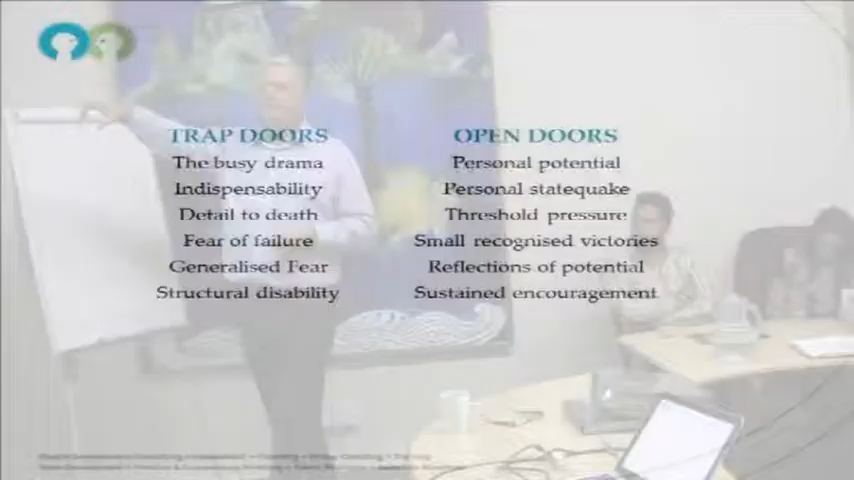 TRAP DOORS
The busy drama
Indispensability
Detail to death
Fear of failure
Generalised Fear
Structural disability
OPEN DOORS
Personal potential
Personal statequake
Threshold pressure
Small recognised victories
Reflections of potential
Sustained encouragement